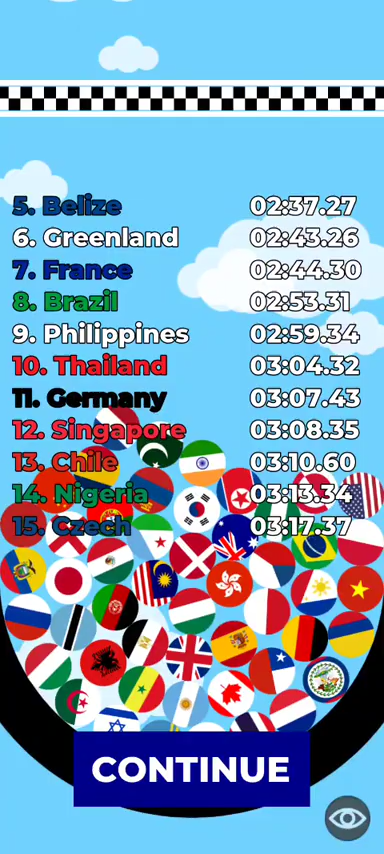 5. Belize 02:37.27
6. Greenland 02:43.26
7. France 02:44.30
8. Brazil 02:53.31
9. Philippines 02:59.34
10. Thailand 03:04.32
11. Germany 03:07.43
12. Singapore 03:08.35
13. Chile 03:10.60
14. Nigeria 03:13.34
15. Czech 03:17.37
CONTINUE